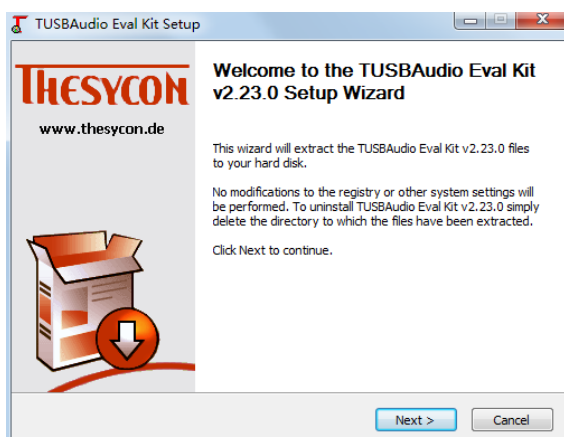 TUSBAudio Eval Kit Setup
THESYCON
www.thesycon.de
Welcome to the TUSBAudio Eval Kit
v2.23.0 Setup Wizard
This wizard will extract the TUSBAudio Eval Kit v2.23.0 files
to your hard disk.
No modifications to the registry or other system settings will
be performed. To uninstall TUSBAudio Eval Kit v2.23.0 simply
delete the directory to which the files have been extracted.
Click Next to continue.
Next >
Cancel